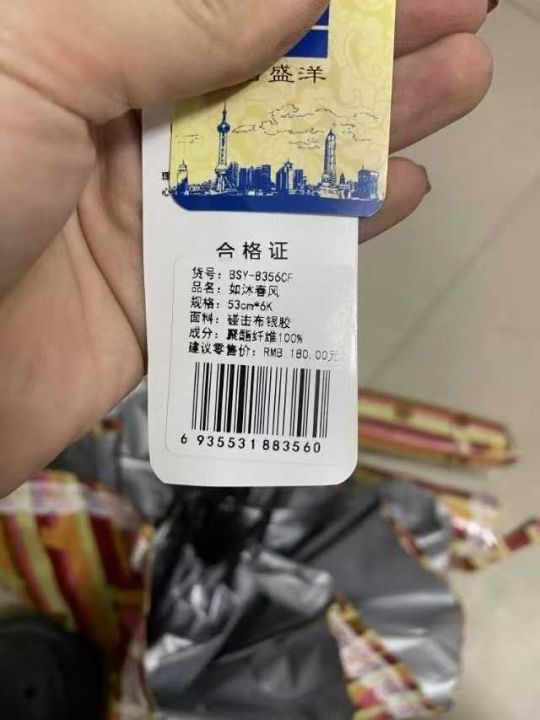 盛洋
合格证
货号: BSY-8356CF
品名: 如沐春风
规格: 53cm*6K
面料: 碰击布银胶
成分: 聚酯纤维100%
建议零售价: RMB 180.00元
6 935531 883560